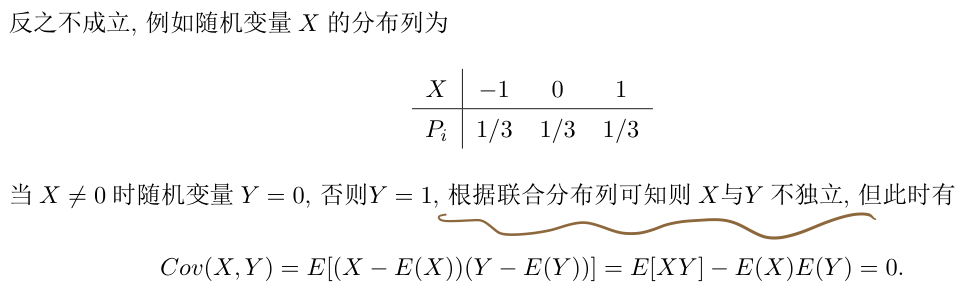 反之不成立, 例如随机变量 X 的分布列为
X −1 0 1
P_i 1/3 1/3 1/3
当 X ≠ 0 时随机变量 Y = 0, 否则Y = 1, 根据联合分布列可知则 X与Y 不独立, 但此时有
Cov(X, Y) = E[(X − E(X))(Y − E(Y))] = E[XY] − E(X)E(Y) = 0.